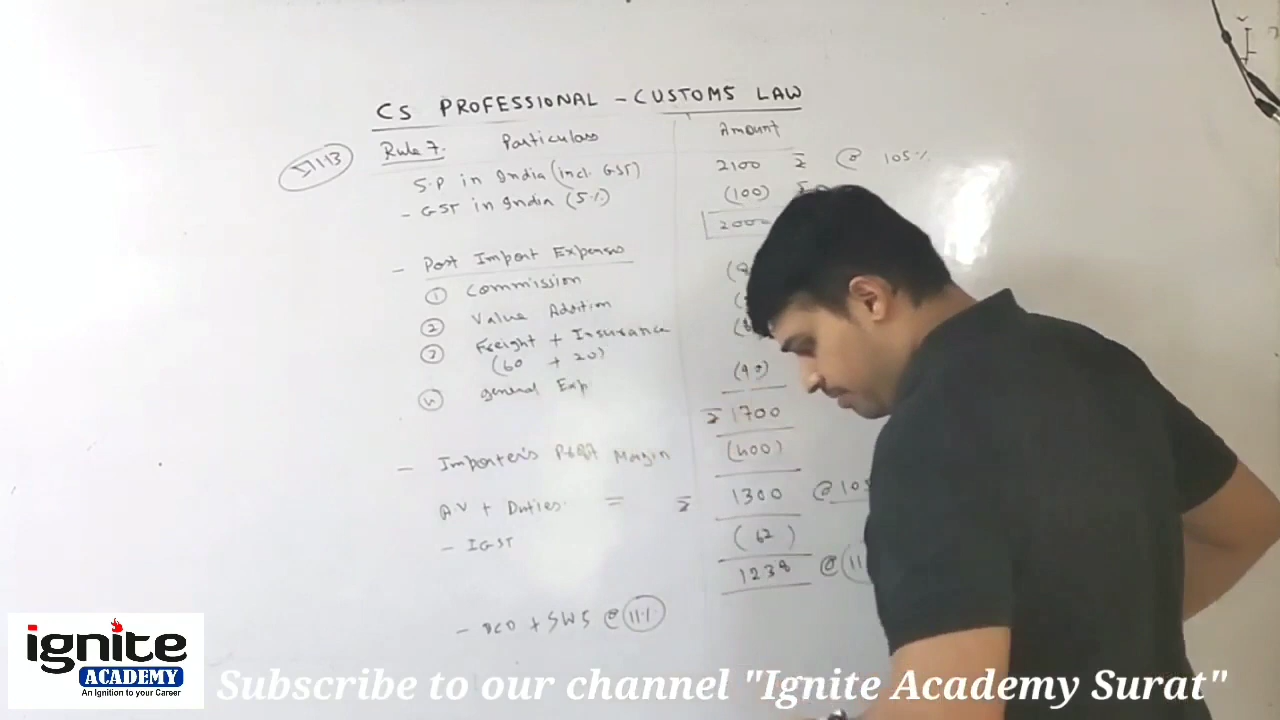 CS PROFESSIONAL - CUSTOMS LAW
Rule 7. Particulars Amount
S.P in India (incl. GST) 2100 @ 105%
- GST in India (5%) (100)
2000
- Post Import Expenses
① Commission
② Value Addition
③ Freight + Insurance
(60 + 20)
④ general Exp
1700
- Importer's Profit Margin (400)
A.V + Duties = 1300 @ 105
- IGST (62)
1238 @ 11
- BCD + SWS @ 11%
ignite
ACADEMY
An Ignition to your Career
Subscribe to our channel "Ignite Academy Surat"